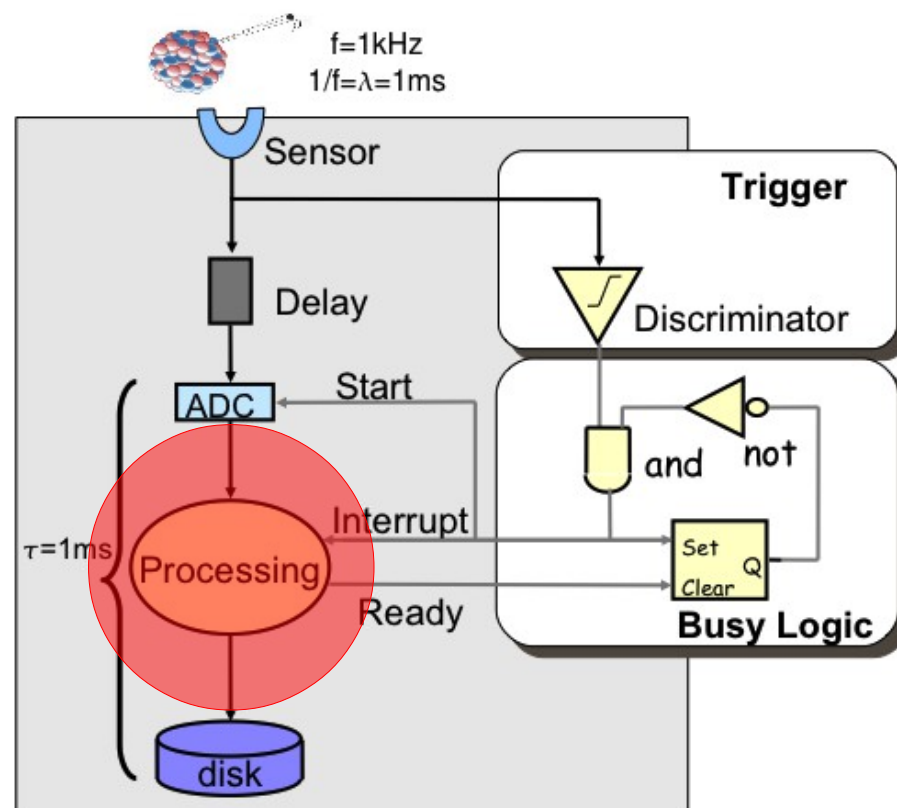 f=1kHz
1/f=λ=1ms
Sensor
Trigger
Delay
Discriminator
ADC
Start
and
not
Interrupt
τ=1ms
Processing
Set
Q
Clear
Ready
Busy Logic
disk